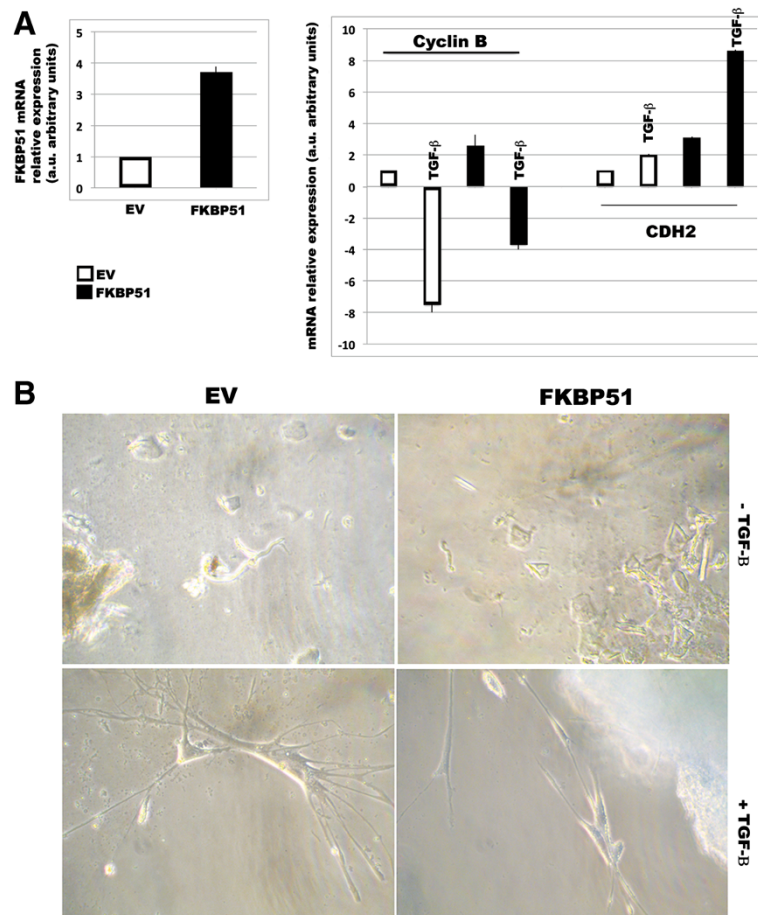 A
FKBP51 mRNA
relative expression
(a.u. arbitrary units)
5
4
3
2
1
0
EV
FKBP51
EV
FKBP51
mRNA relative expression (a.u. arbitrary units)
10
8
6
4
2
0
-2
-4
-6
-8
-10
Cyclin B
TGF-β
TGF-β
TGF-β
TGF-β
CDH2
B
EV
FKBP51
- TGF-B
+ TGF-B